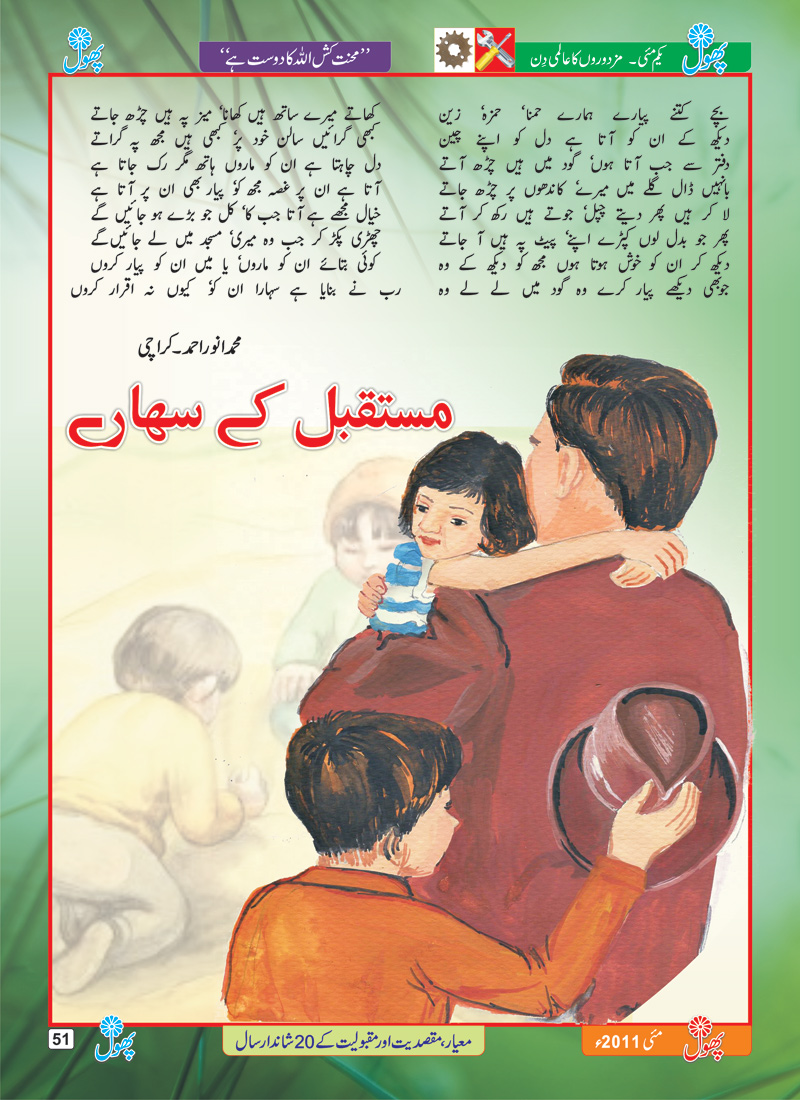 پھول
یکم مئی۔ مزدوروں کا عالمی دن
’’محنت کش اللہ کا دوست ہے‘‘
پھول
بچے کتنے پیارے ہمارے حمنا، حمزہ، زین
دیکھ کے ان کو آتا ہے دل کو اپنے چین
دفتر سے جب آتا ہوں، گود میں ہیں چڑھ آتے
بانہیں ڈال گلے میں میرے، کاندھوں پر چڑھ جاتے
لا کر ہیں پھر دیتے چپل، جوتے ہیں رکھ کر آتے
پھر جو بدل لوں کپڑے اپنے، پیٹ پہ ہیں آ جاتے
دیکھ کر ان کو خوش ہوتا ہوں مجھ کو دیکھ کے وہ
جو بھی دیکھے پیار کرے وہ گود میں لے لے وہ
کھاتے میرے ساتھ ہیں کھانا، میز پہ ہیں چڑھ جاتے
کبھی گرائیں سالن خود پر، کبھی ہیں مجھ پہ گراتے
دل چاہتا ہے ان کو ماروں ہاتھ مگر رک جاتا ہے
آتا ہے ان پر غصہ مجھ کو، پیار بھی ان پر آتا ہے
خیال مجھے ہے آتا جب کا، کل جو بڑے ہو جائیں گے
چھڑی پکڑ کر جب وہ میری، مسجد میں لے جائیں گے
کوئی بتائے ان کو ماروں، یا میں ان کو پیار کروں
رب نے بنایا ہے سہارا ان کو، کیوں نہ اقرار کروں
محمد انور احمد۔ کراچی
مستقبل کے سہارے
پھول
مئی 2011ء
معیار، مقصدیت اور مقبولیت کے 20 شاندار سال
پھول
51